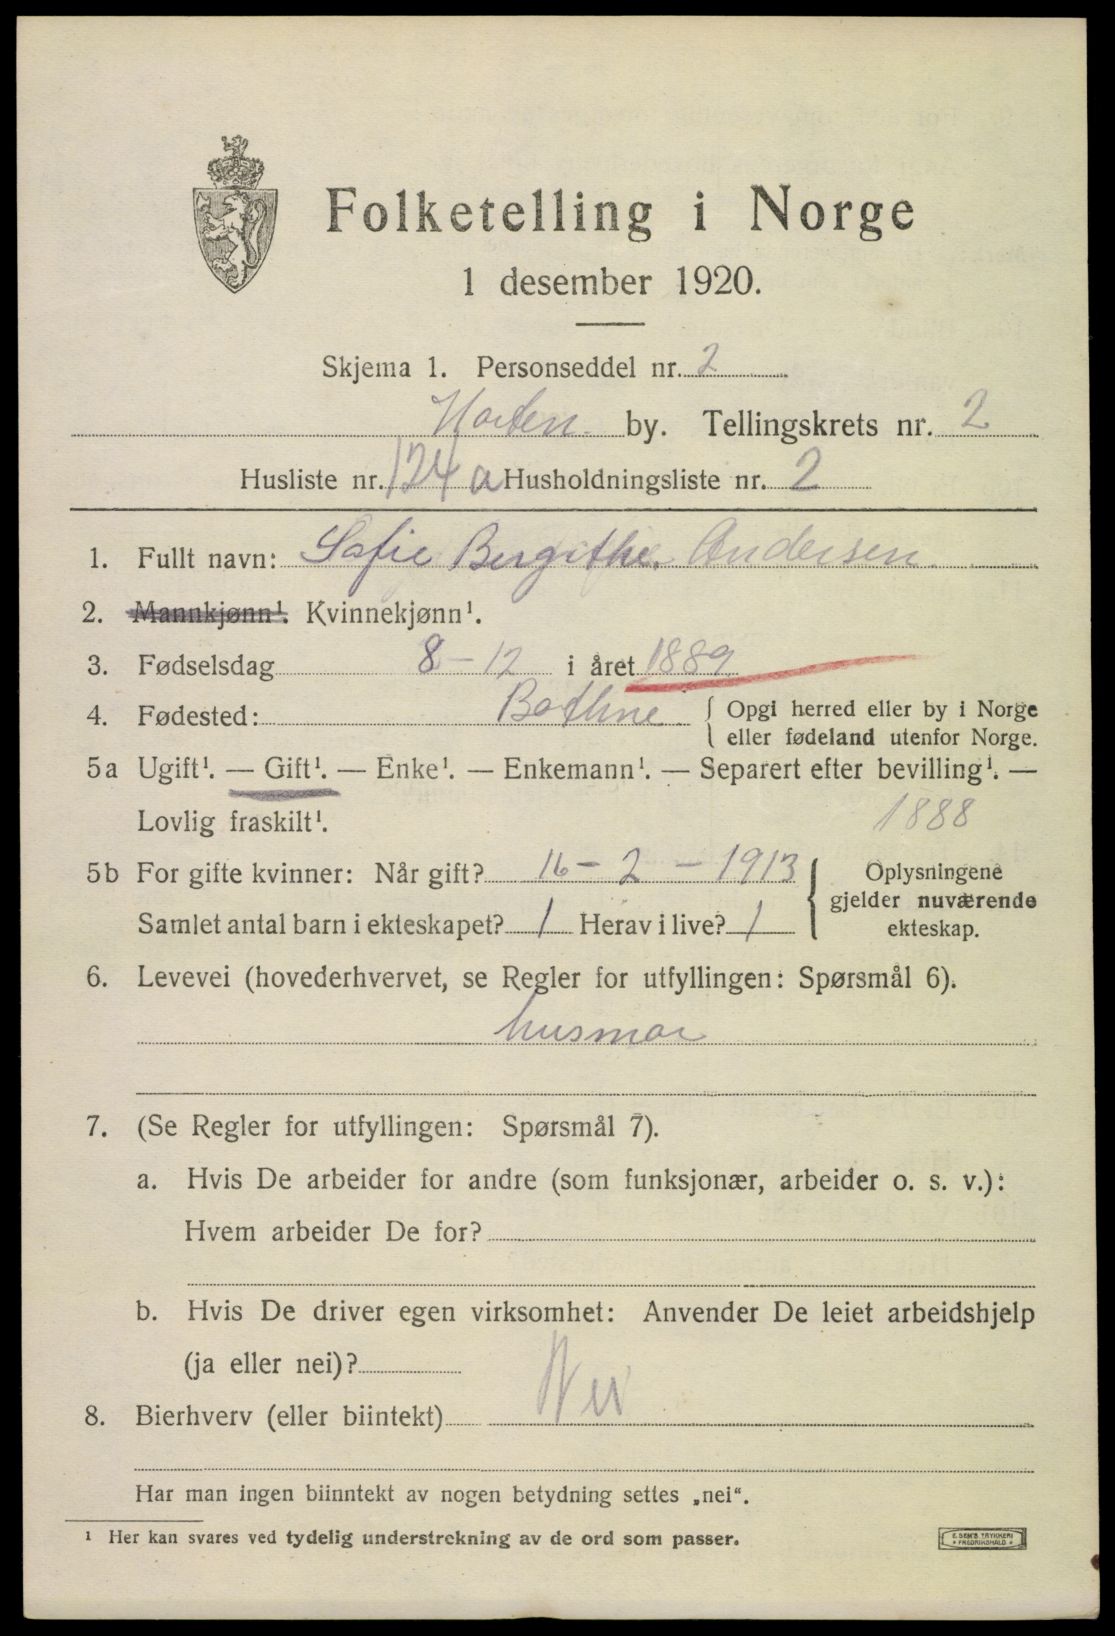 Folketelling i Norge
1 desember 1920.
Skjema 1. Personseddel nr. 2
Horten by. Tellingskrets nr. 2
Husliste nr. 124 a Husholdningsliste nr. 2
1. Fullt navn: Safie Bergithe. Andersen
2. Mannkjønn¹. Kvinnekjønn¹.
3. Fødselsdag 8 - 12 i året 1889
4. Fødested: Bothne { Opgi herred eller by i Norge
eller fødeland utenfor Norge.
5a Ugift¹. — Gift¹. — Enke¹. — Enkemann¹. — Separert efter bevilling¹. —
Lovlig fraskilt¹. 1888
5b For gifte kvinner: Når gift? 16 - 2 - 1913 { Oplysningene
gjelder nuværende
Samlet antal barn i ekteskapet? 1 Herav i live? 1 ekteskap.
6. Levevei (hovederhvervet, se Regler for utfyllingen: Spørsmål 6).
husmor
7. (Se Regler for utfyllingen: Spørsmål 7).
a. Hvis De arbeider for andre (som funksjonær, arbeider o. s. v.):
Hvem arbeider De for?
b. Hvis De driver egen virksomhet: Anvender De leiet arbeidshjelp
(ja eller nei)?
8. Bierhverv (eller biintekt) Nei
Har man ingen biinntekt av nogen betydning settes „nei".
¹ Her kan svares ved tydelig understrekning av de ord som passer.
E. SEM'S TRYKKERI
* FREDRIKSHALD *